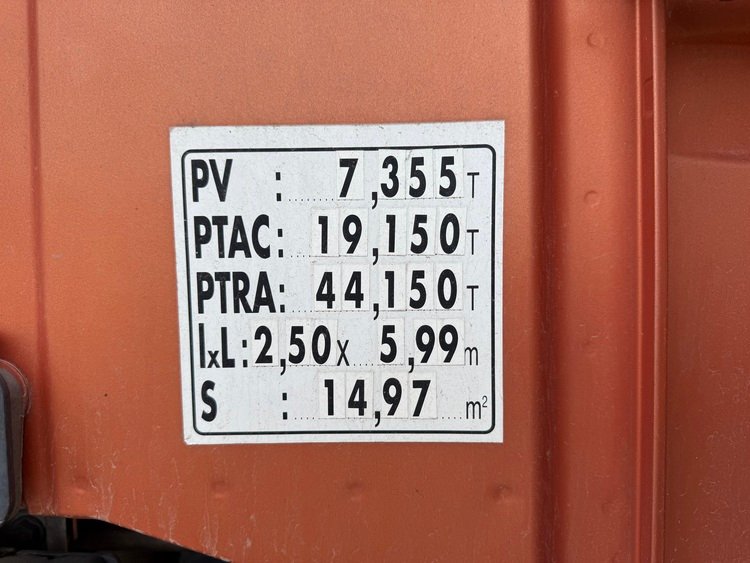 PV : 7,355 T
PTAC: 19,150 T
PTRA: 44,150 T
lxL: 2,50 x 5,99 m
S : 14,97 m²